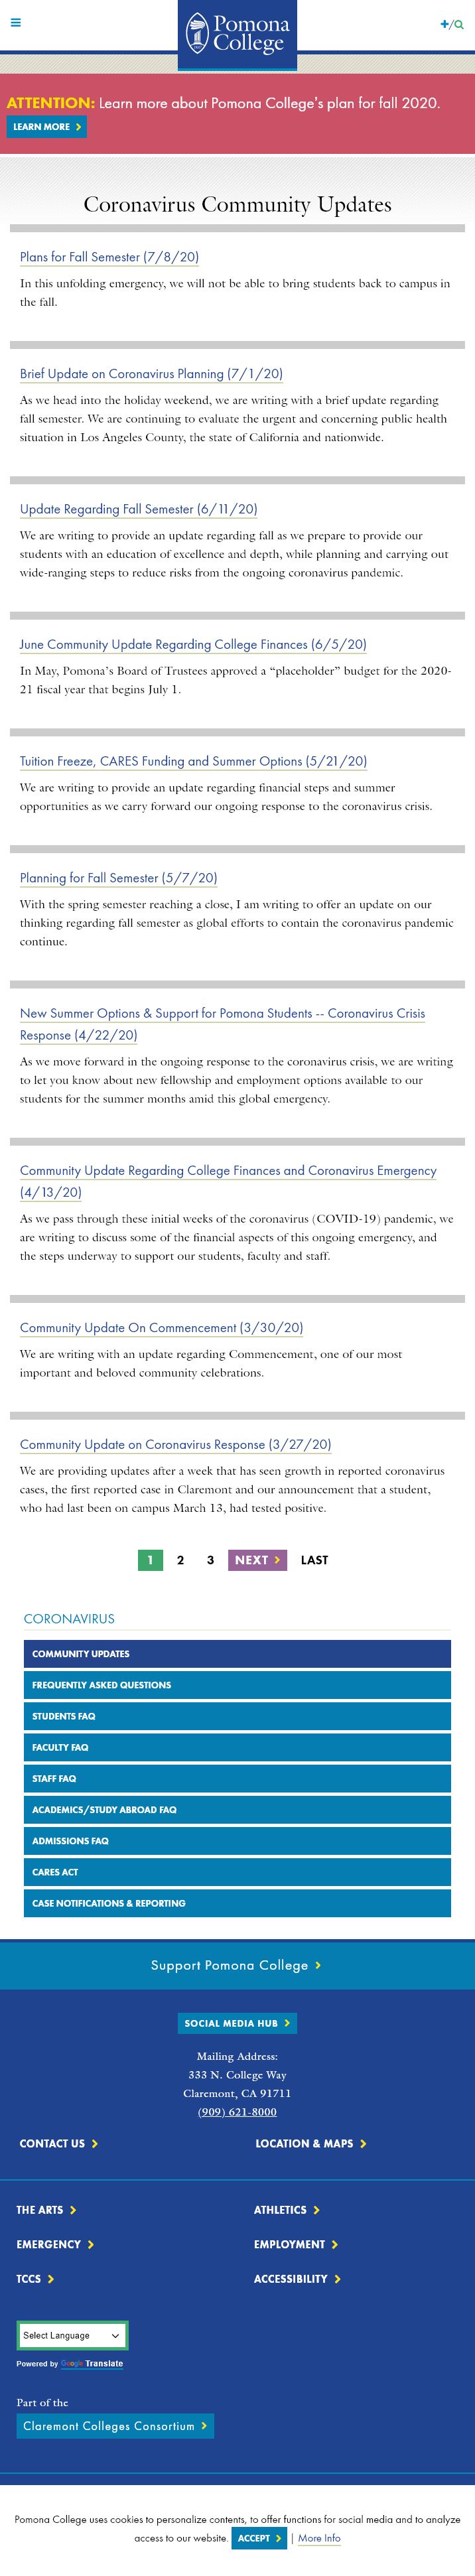 Pomona
College
+/
ATTENTION: Learn more about Pomona College's plan for fall 2020.
LEARN MORE
Coronavirus Community Updates
Plans for Fall Semester (7/8/20)
In this unfolding emergency, we will not be able to bring students back to campus in
the fall.
Brief Update on Coronavirus Planning (7/1/20)
As we head into the holiday weekend, we are writing with a brief update regarding
fall semester. We are continuing to evaluate the urgent and concerning public health
situation in Los Angeles County, the state of California and nationwide.
Update Regarding Fall Semester (6/11/20)
We are writing to provide an update regarding fall as we prepare to provide our
students with an education of excellence and depth, while planning and carrying out
wide-ranging steps to reduce risks from the ongoing coronavirus pandemic.
June Community Update Regarding College Finances (6/5/20)
In May, Pomona's Board of Trustees approved a “placeholder” budget for the 2020-
21 fiscal year that begins July 1.
Tuition Freeze, CARES Funding and Summer Options (5/21/20)
We are writing to provide an update regarding financial steps and summer
opportunities as we carry forward our ongoing response to the coronavirus crisis.
Planning for Fall Semester (5/7/20)
With the spring semester reaching a close, I am writing to offer an update on our
thinking regarding fall semester as global efforts to contain the coronavirus pandemic
continue.
New Summer Options & Support for Pomona Students -- Coronavirus Crisis
Response (4/22/20)
As we move forward in the ongoing response to the coronavirus crisis, we are writing
to let you know about new fellowship and employment options available to our
students for the summer months amid this global emergency.
Community Update Regarding College Finances and Coronavirus Emergency
(4/13/20)
As we pass through these initial weeks of the coronavirus (COVID-19) pandemic, we
are writing to discuss some of the financial aspects of this ongoing emergency, and
the steps underway to support our students, faculty and staff.
Community Update On Commencement (3/30/20)
We are writing with an update regarding Commencement, one of our most
important and beloved community celebrations.
Community Update on Coronavirus Response (3/27/20)
We are providing updates after a week that has seen growth in reported coronavirus
cases, the first reported case in Claremont and our announcement that a student,
who had last been on campus March 13, had tested positive.
1 2 3 NEXT LAST
CORONAVIRUS
COMMUNITY UPDATES
FREQUENTLY ASKED QUESTIONS
STUDENTS FAQ
FACULTY FAQ
STAFF FAQ
ACADEMICS/STUDY ABROAD FAQ
ADMISSIONS FAQ
CARES ACT
CASE NOTIFICATIONS & REPORTING
Support Pomona College
SOCIAL MEDIA HUB
Mailing Address:
333 N. College Way
Claremont, CA 91711
(909) 621-8000
CONTACT US LOCATION & MAPS
THE ARTS ATHLETICS
EMERGENCY EMPLOYMENT
TCCS ACCESSIBILITY
Select Language
Powered by Google Translate
Part of the
Claremont Colleges Consortium
Pomona College uses cookies to personalize contents, to offer functions for social media and to analyze
access to our website. ACCEPT | More Info